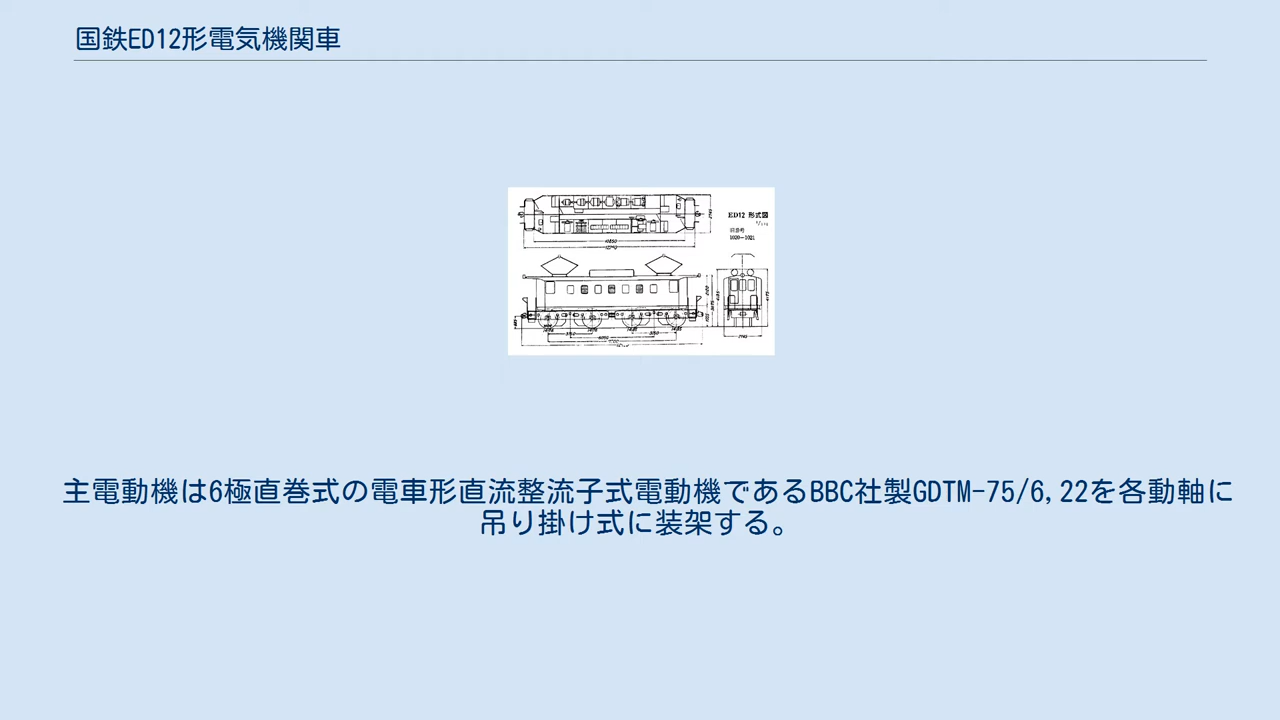 国鉄ED12形電気機関車
ED12 形式図
1020-1021
主電動機は6極直巻式の電車形直流整流子式電動機であるBBC社製GDTM-75/6,22を各動軸に
吊り掛け式に装架する。